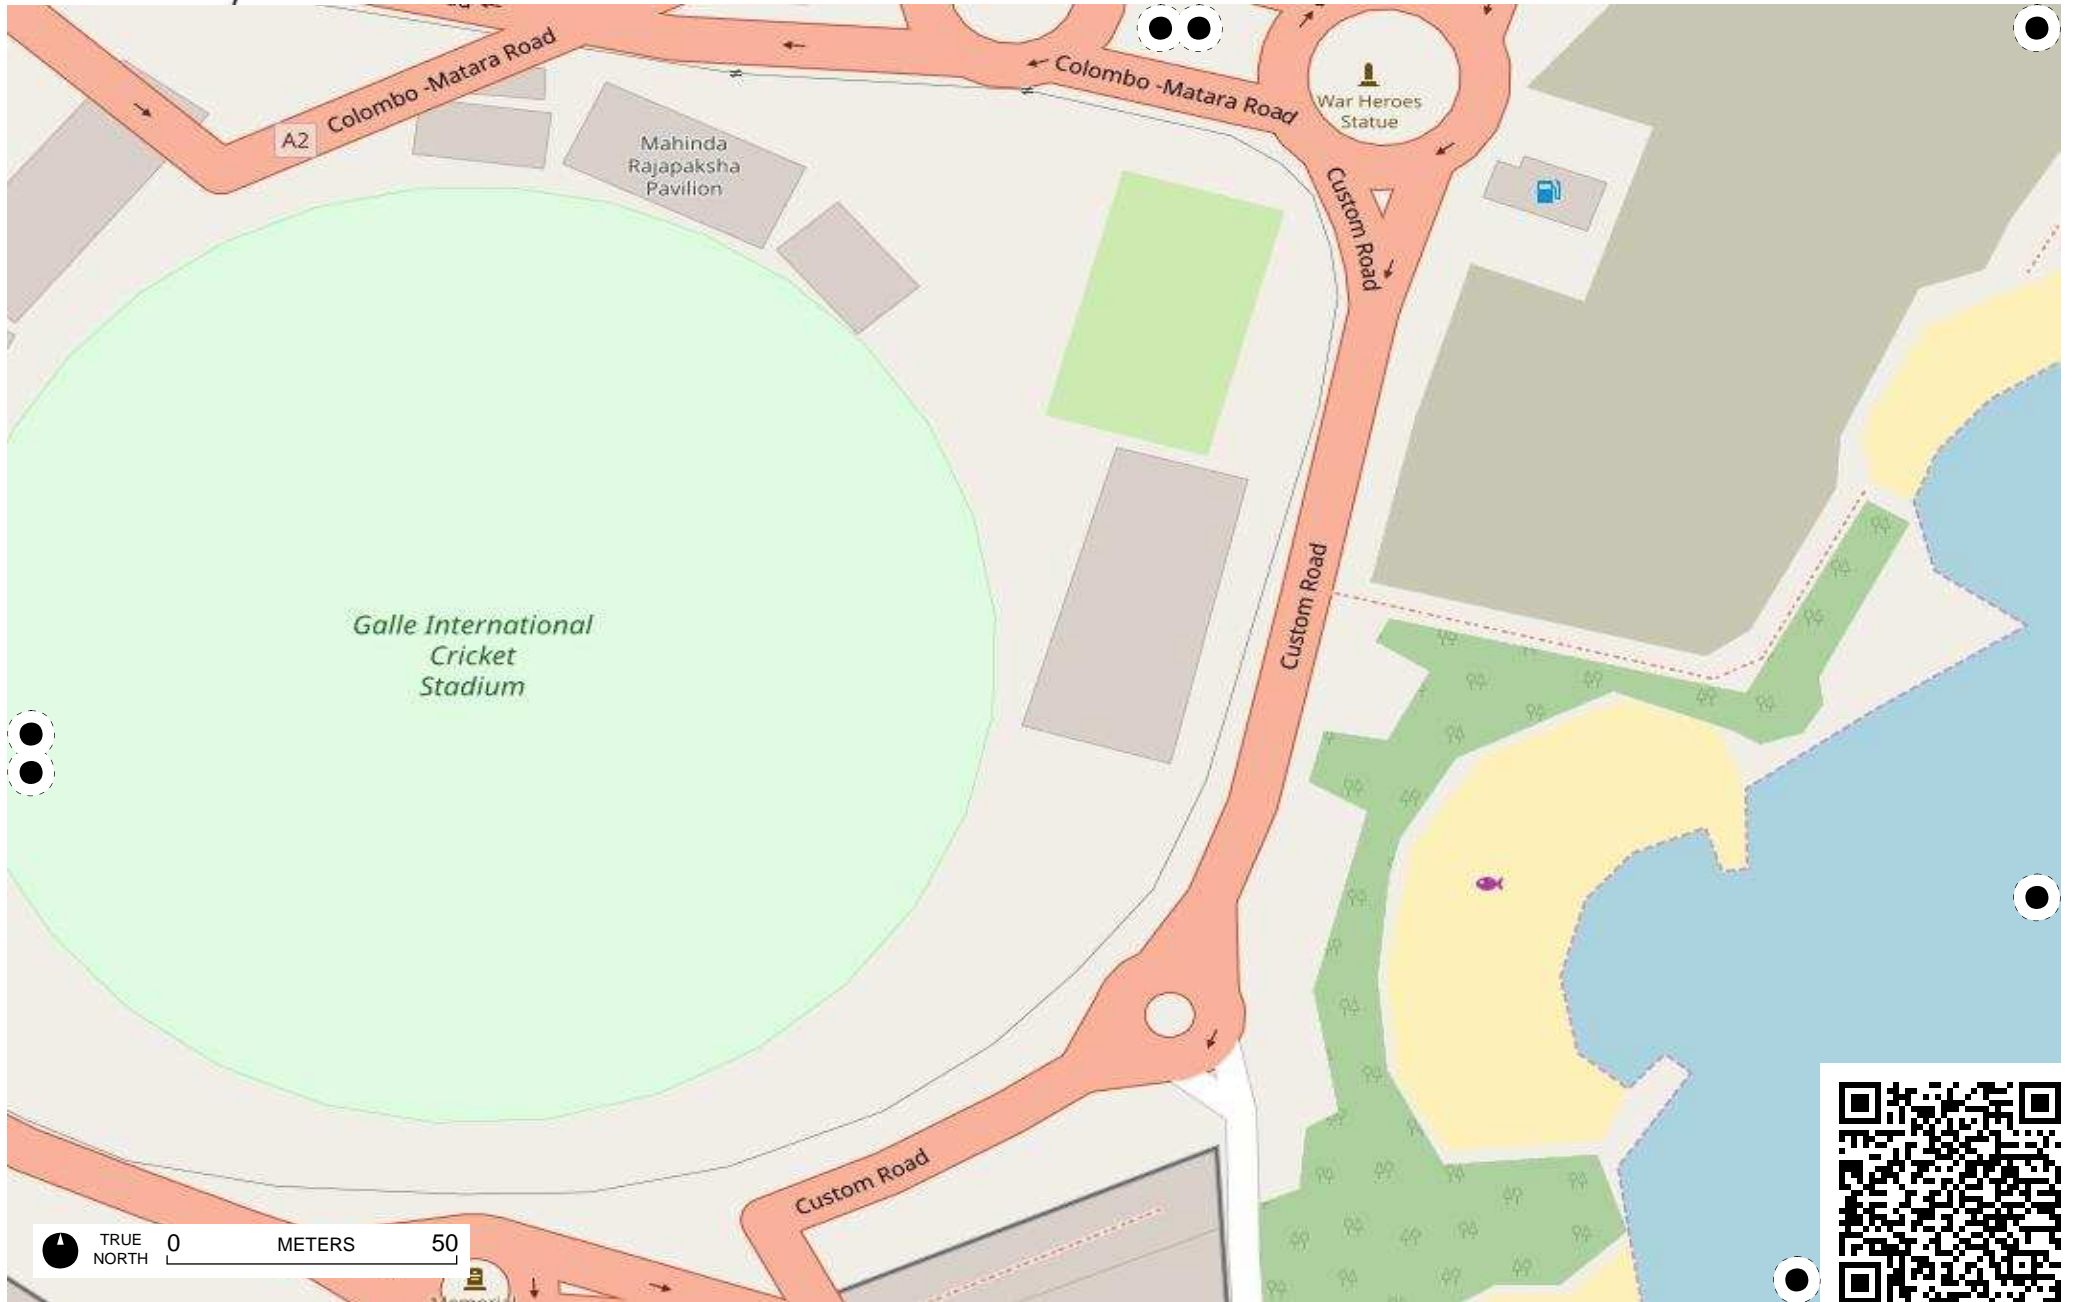 Colombo -Matara Road
Colombo -Matara Road
A2
War Heroes
Statue
Mahinda
Rajapaksha
Pavilion
Custom Road
Galle International
Cricket
Stadium
Custom Road
Custom Road
TRUE
NORTH
0
METERS
50
Memorial